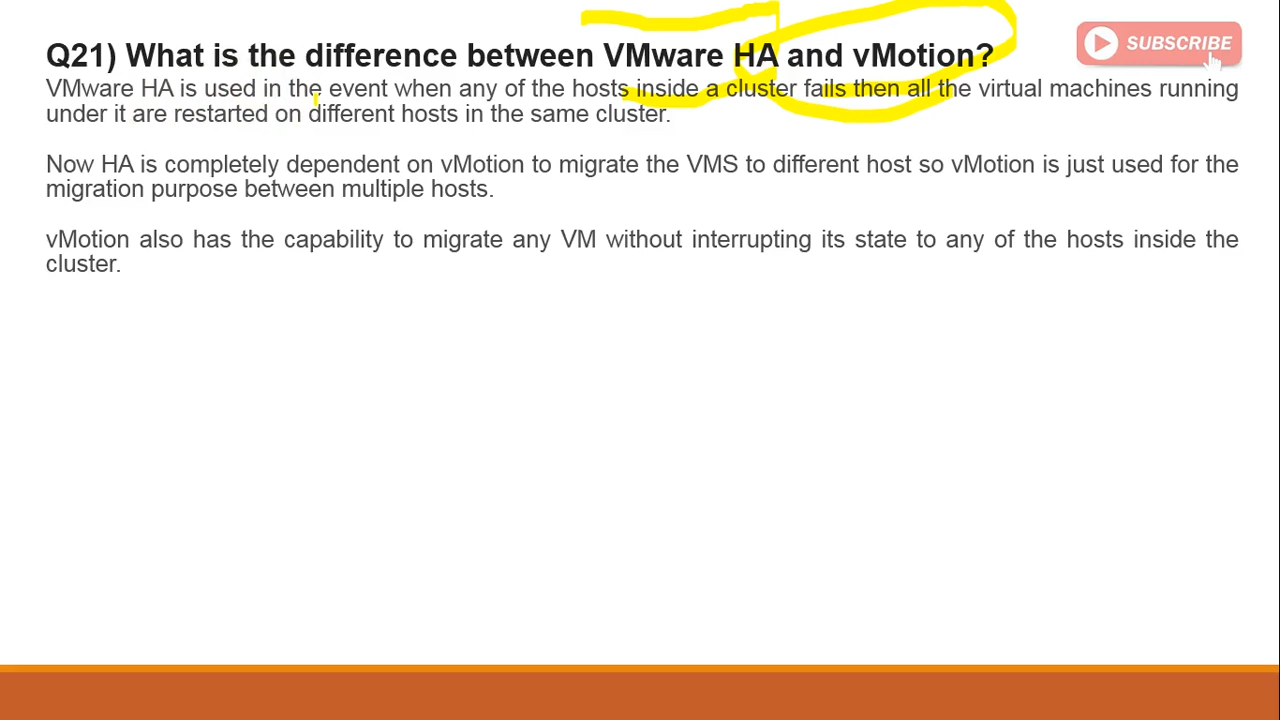 Q21) What is the difference between VMware HA and vMotion?
SUBSCRIBE
VMware HA is used in the event when any of the hosts inside a cluster fails then all the virtual machines running
under it are restarted on different hosts in the same cluster.
Now HA is completely dependent on vMotion to migrate the VMS to different host so vMotion is just used for the
migration purpose between multiple hosts.
vMotion also has the capability to migrate any VM without interrupting its state to any of the hosts inside the
cluster.